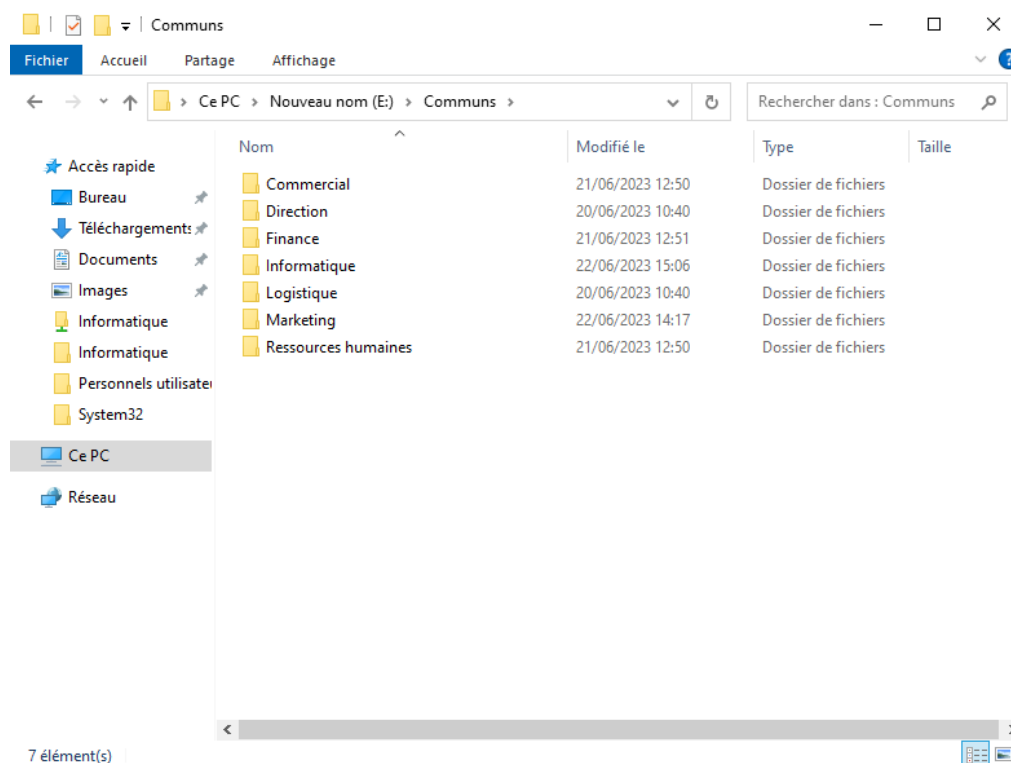 Communs
Fichier Accueil Partage Affichage
Ce PC > Nouveau nom (E:) > Communs > Rechercher dans : Communs
Nom Modifié le Type Taille
Accès rapide
Bureau
Téléchargements
Documents
Images
Informatique
Informatique
Personnels utilisate
System32
Ce PC
Réseau
Commercial 21/06/2023 12:50 Dossier de fichiers
Direction 20/06/2023 10:40 Dossier de fichiers
Finance 21/06/2023 12:51 Dossier de fichiers
Informatique 22/06/2023 15:06 Dossier de fichiers
Logistique 20/06/2023 10:40 Dossier de fichiers
Marketing 22/06/2023 14:17 Dossier de fichiers
Ressources humaines 21/06/2023 12:50 Dossier de fichiers
7 élément(s)